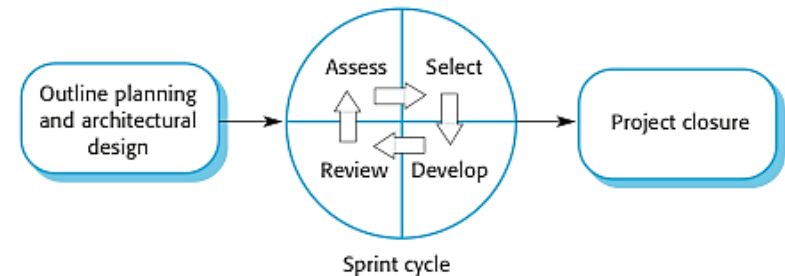 Outline planning
and architectural
design
Assess
Select
Review
Develop
Sprint cycle
Project closure